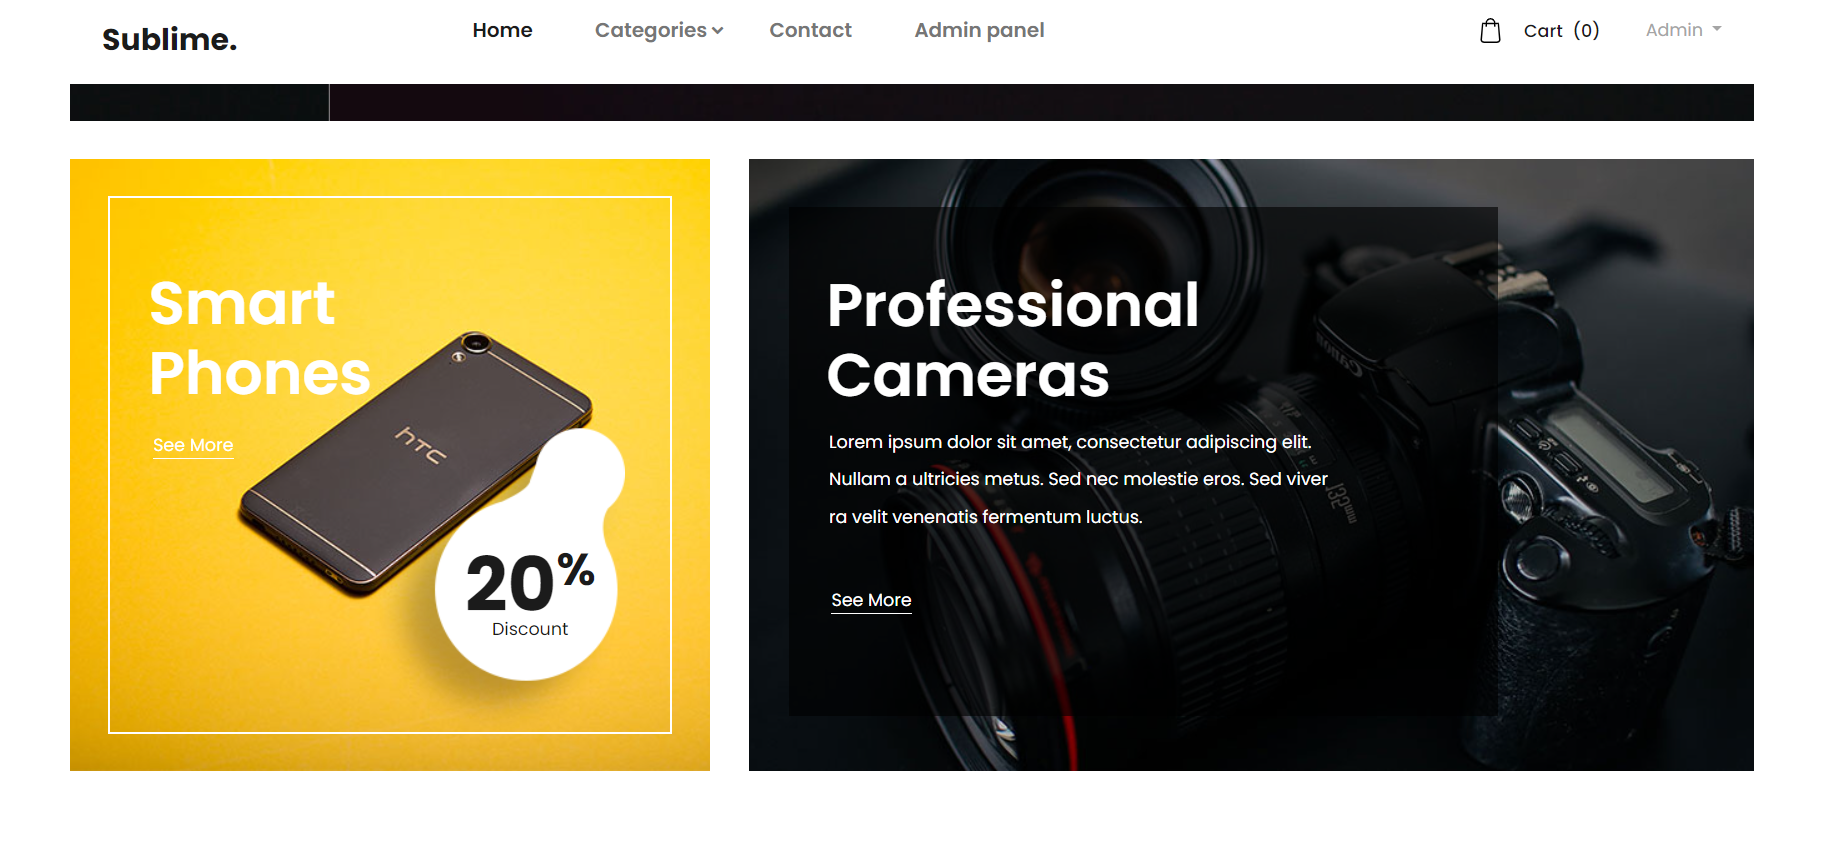 Sublime.
Home
Categories
Contact
Admin panel
Cart (0)
Admin
Smart
Phones
See More
hTC
20%
Discount
Professional
Cameras
Lorem ipsum dolor sit amet, consectetur adipiscing elit.
Nullam a ultricies metus. Sed nec molestie eros. Sed viver
ra velit venenatis fermentum luctus.
See More
Canon